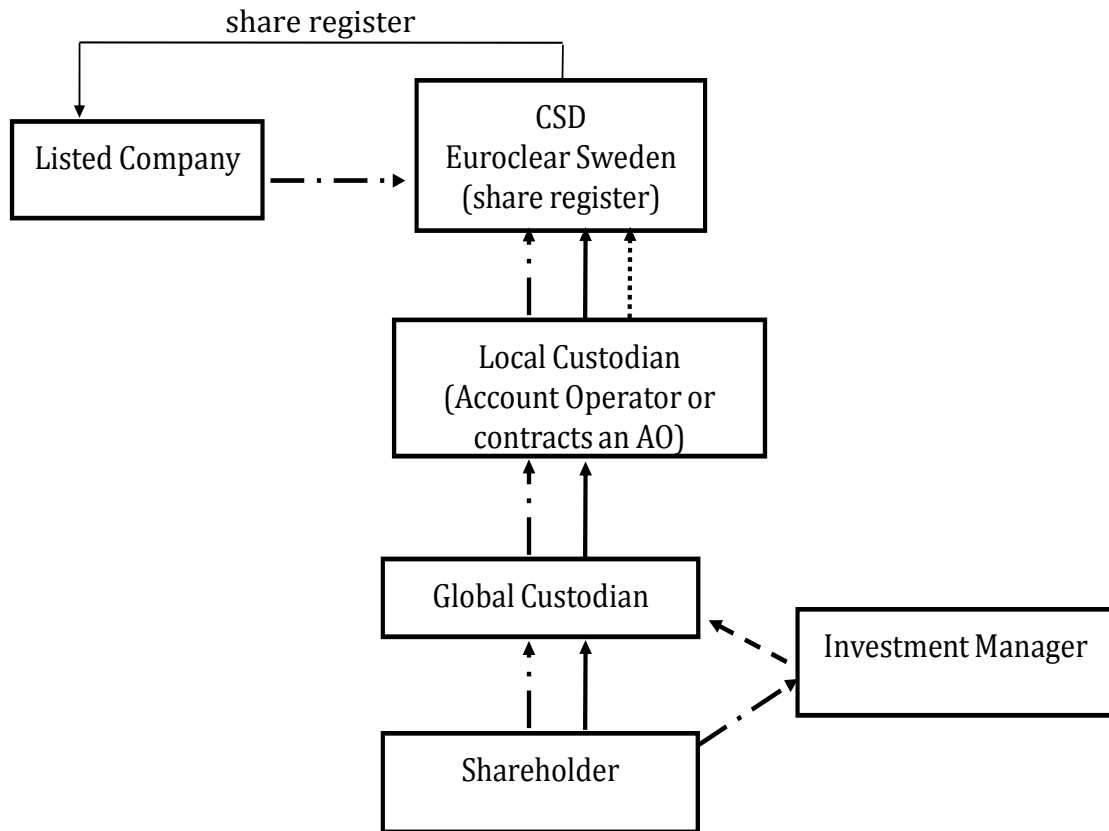 share register
Listed Company
CSD
Euroclear Sweden
(share register)
Local Custodian
(Account Operator or
contracts an AO)
Global Custodian
Investment Manager
Shareholder